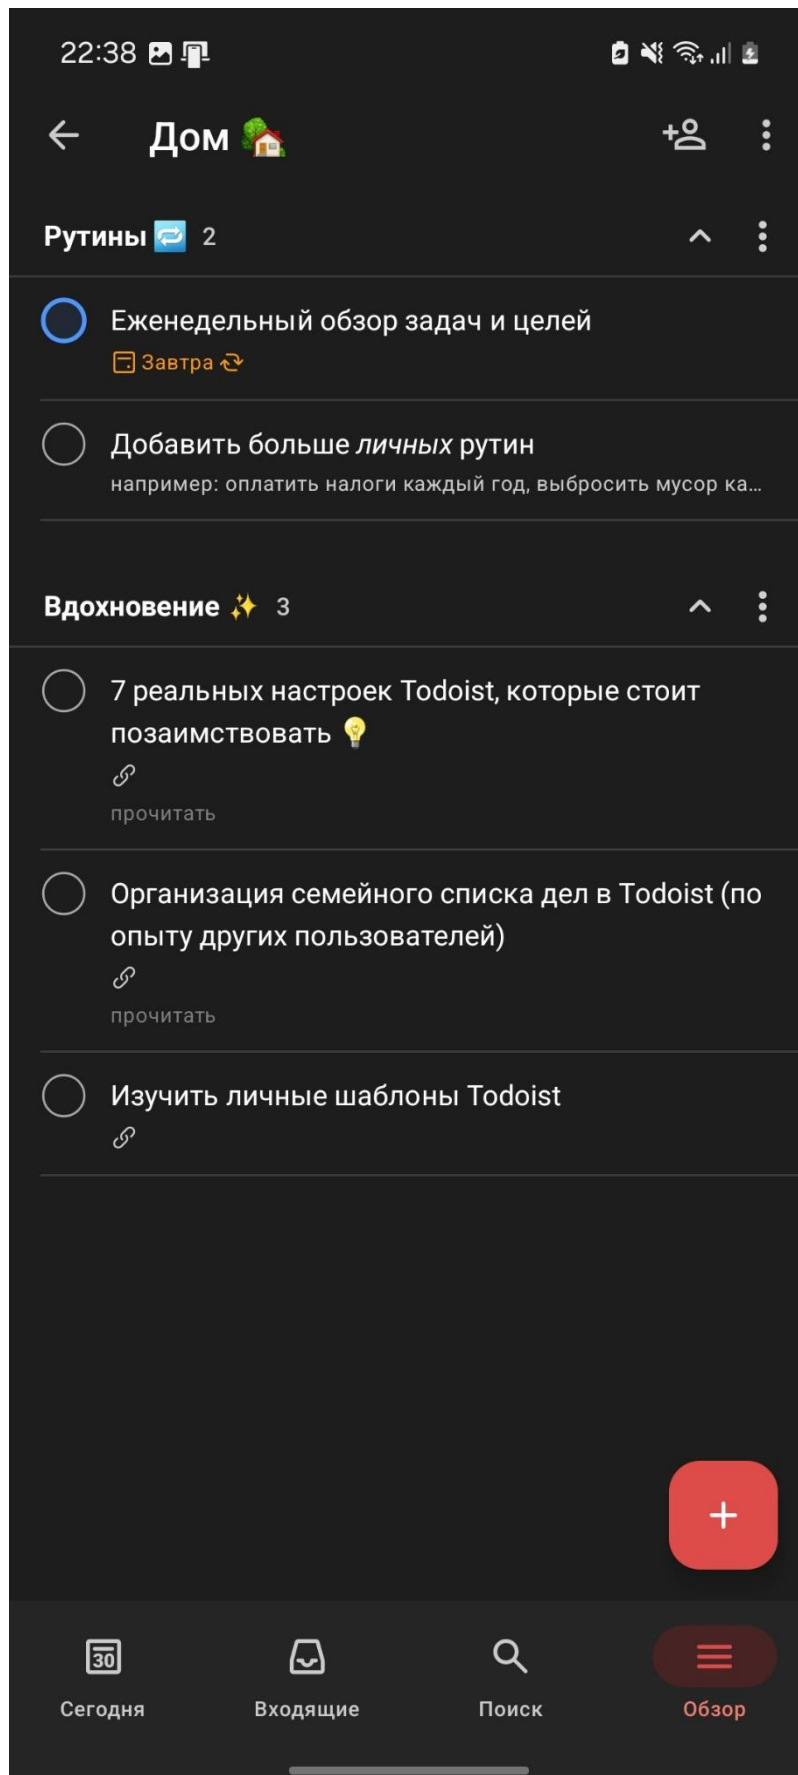 22:38
Дом 🏡
Рутины 🔁 2
Еженедельный обзор задач и целей
Завтра
Добавить больше личных рутин
например: оплатить налоги каждый год, выбросить мусор ка...
Вдохновение ✨ 3
7 реальных настроек Todoist, которые стоит
позаимствовать 💡
прочитать
Организация семейного списка дел в Todoist (по
опыту других пользователей)
прочитать
Изучить личные шаблоны Todoist
30
Сегодня Входящие Поиск Обзор